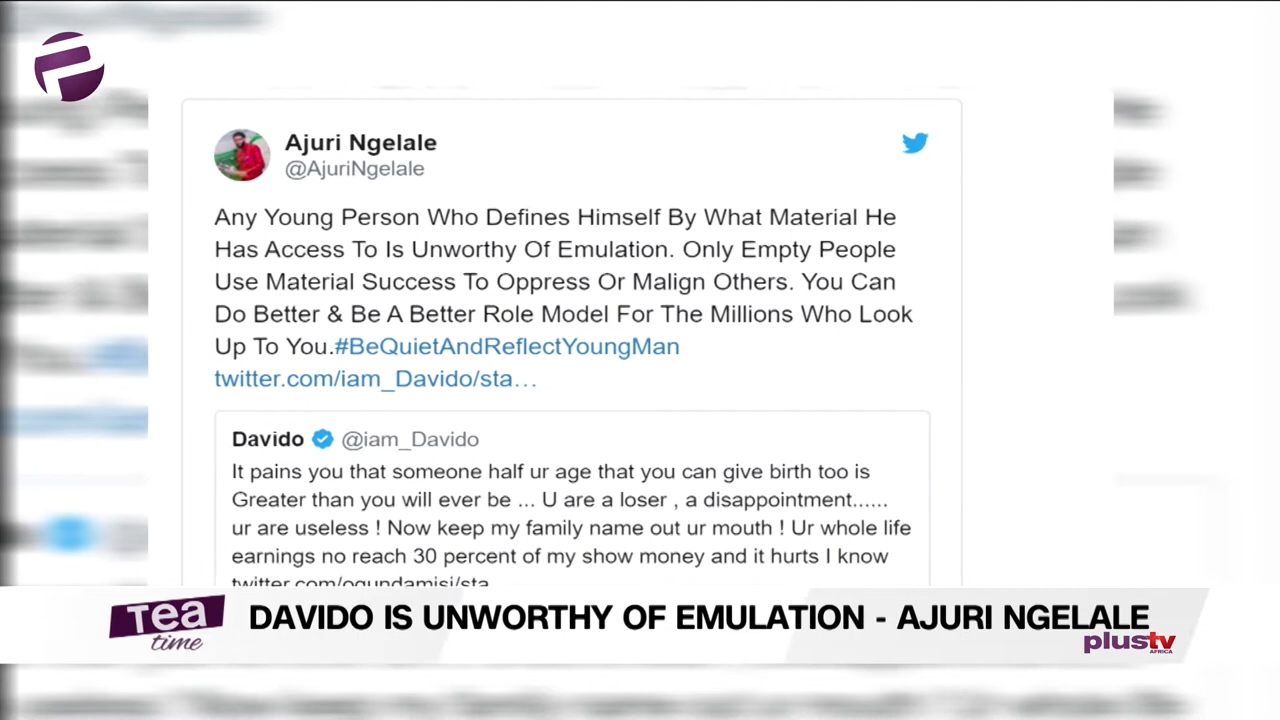 Ajuri Ngelale
@AjuriNgelale
Any Young Person Who Defines Himself By What Material He
Has Access To Is Unworthy Of Emulation. Only Empty People
Use Material Success To Oppress Or Malign Others. You Can
Do Better & Be A Better Role Model For The Millions Who Look
Up To You.#BeQuietAndReflectYoungMan
twitter.com/iam_Davido/sta…
Davido @iam_Davido
It pains you that someone half ur age that you can give birth too is
Greater than you will ever be ... U are a loser , a disappointment......
ur are useless ! Now keep my family name out ur mouth ! Ur whole life
earnings no reach 30 percent of my show money and it hurts I know
twitter.com/ogundamisi/sta
Tea
time
DAVIDO IS UNWORTHY OF EMULATION - AJURI NGELALE
plustv
AFRICA